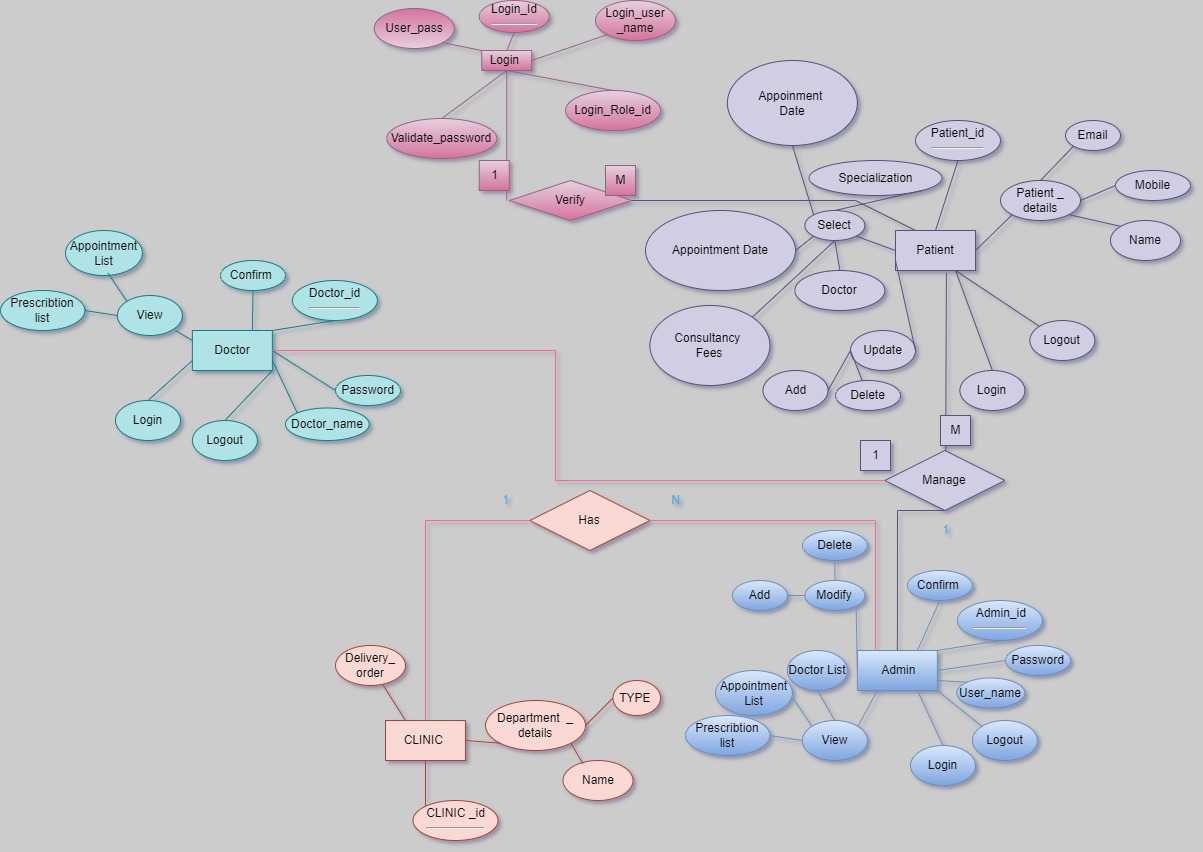 Login_Id
User_pass
Login_user
_name
Login
Login_Role_id
Validate_password
1
M
Verify
Appoinment
Date
Patient_id
Email
Specialization
Patient _
details
Mobile
Name
Select
Appointment Date
Patient
Doctor
Consultancy
Fees
Update
Logout
Add
Delete
Login
M
1
Manage
Appointment
List
Confirm
Prescribtion
list
View
Doctor_id
Doctor
Password
Login
Doctor_name
Logout
1
N
Has
1
Delete
Add
Modify
Confirm
Admin_id
Doctor List
Admin
Password
Appointment
List
User_name
Prescribtion
list
View
Logout
Login
Delivery_
order
TYPE
Department _
details
CLINIC
Name
CLINIC _id